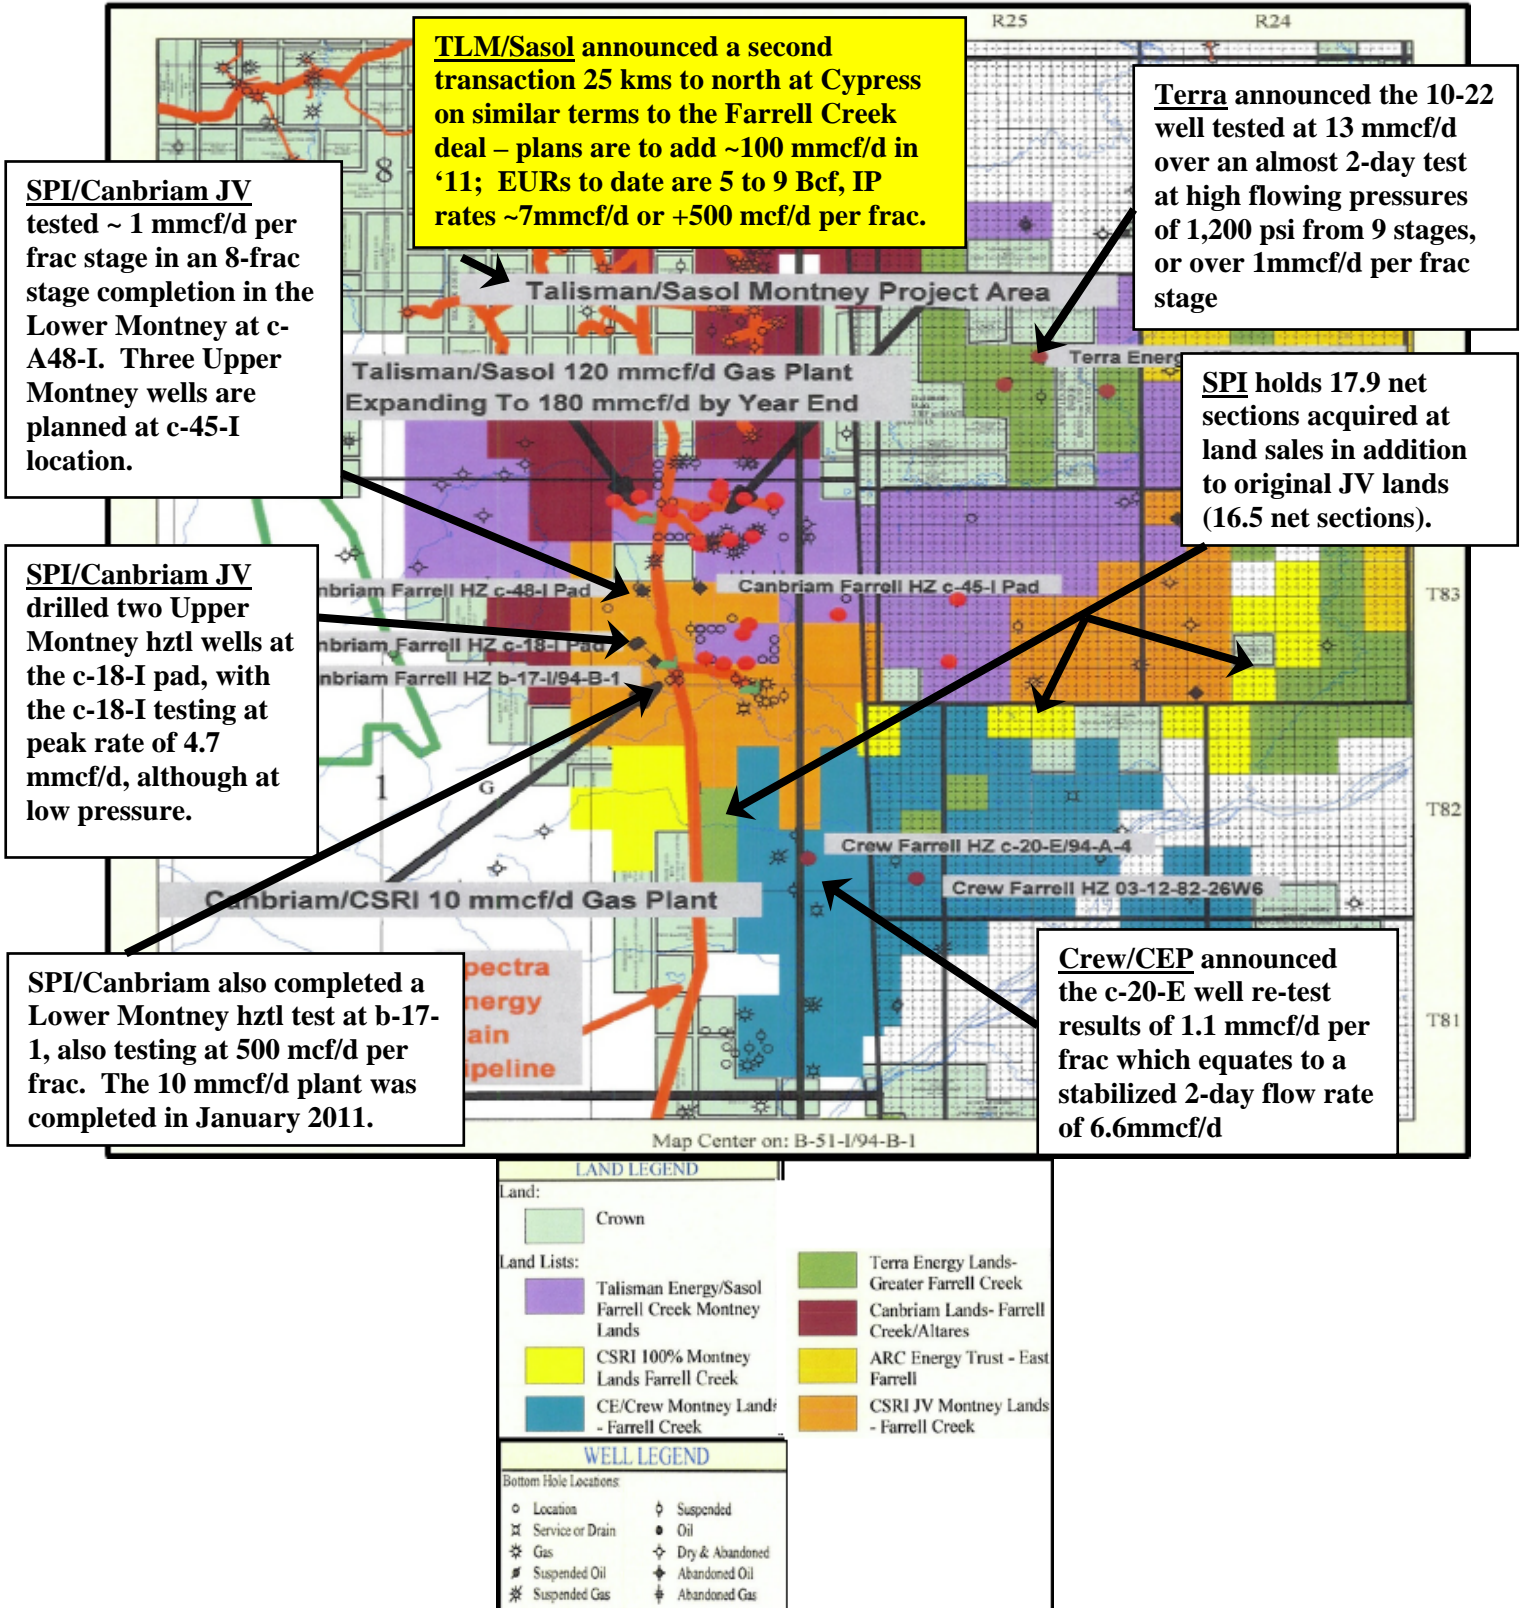 R25
R24
TLM/Sasol announced a second
transaction 25 kms to north at Cypress
on similar terms to the Farrell Creek
deal – plans are to add ~100 mmcf/d in
‘11; EURs to date are 5 to 9 Bcf, IP
rates ~7mmcf/d or +500 mcf/d per frac.
Terra announced the 10-22
well tested at 13 mmcf/d
over an almost 2-day test
at high flowing pressures
of 1,200 psi from 9 stages,
or over 1mmcf/d per frac
stage
8
SPI/Canbriam JV
tested ~ 1 mmcf/d per
frac stage in an 8-frac
stage completion in the
Lower Montney at c-
A48-I. Three Upper
Montney wells are
planned at c-45-I
location.
Talisman/Sasol Montney Project Area
Talisman/Sasol 120 mmcf/d Gas Plant
Expanding To 180 mmcf/d by Year End
Terra Energ
SPI holds 17.9 net
sections acquired at
land sales in addition
to original JV lands
(16.5 net sections).
SPI/Canbriam JV
drilled two Upper
Montney hztl wells at
the c-18-I pad, with
the c-18-I testing at
peak rate of 4.7
mmcf/d, although at
low pressure.
nbriam Farrell HZ c-48-I Pad
Canbriam Farrell HZ c-45-I Pad
T83
nbriam Farrell HZ c-18-I Pad
nbriam Farrell HZ b-17-I/94-B-1
1
G
T82
Crew Farrell HZ c-20-E/94-A-4
Crew Farrell HZ 03-12-82-26W6
Canbriam/CSRI 10 mmcf/d Gas Plant
SPI/Canbriam also completed a
Lower Montney hztl test at b-17-
1, also testing at 500 mcf/d per
frac. The 10 mmcf/d plant was
completed in January 2011.
pectra
nergy
ain
ipeline
Crew/CEP announced
the c-20-E well re-test
results of 1.1 mmcf/d per
frac which equates to a
stabilized 2-day flow rate
of 6.6mmcf/d
T81
Map Center on: B-51-I/94-B-1
LAND LEGEND
Land:
Crown
Land Lists:
Talisman Energy/Sasol
Farrell Creek Montney
Lands
CSRI 100% Montney
Lands Farrell Creek
CE/Crew Montney Lands
- Farrell Creek
Terra Energy Lands-
Greater Farrell Creek
Canbriam Lands- Farrell
Creek/Altares
ARC Energy Trust - East
Farrell
CSRI JV Montney Lands
- Farrell Creek
WELL LEGEND
Bottom Hole Locations:
Location
Service or Drain
Gas
Suspended Oil
Suspended Gas
Suspended
Oil
Dry & Abandoned
Abandoned Oil
Abandoned Gas